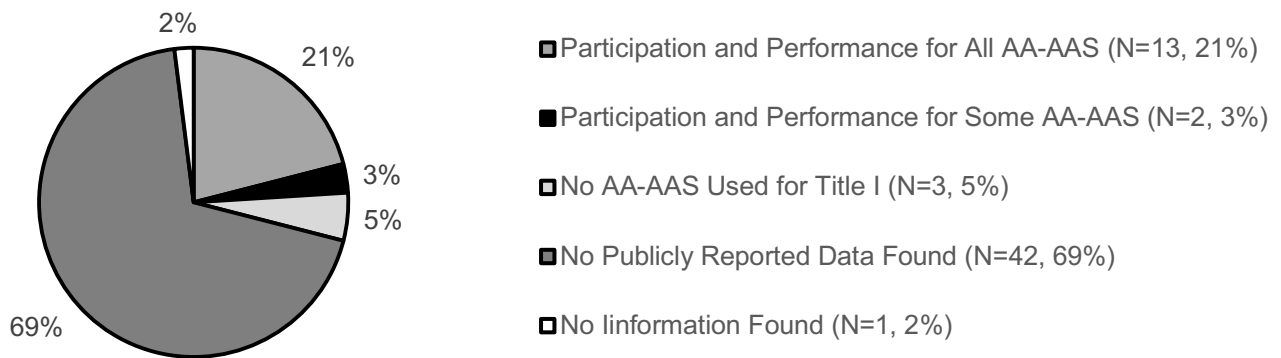 2%
21%
3%
5%
69%
Participation and Performance for All AA-AAS (N=13, 21%)
Participation and Performance for Some AA-AAS (N=2, 3%)
No AA-AAS Used for Title I (N=3, 5%)
No Publicly Reported Data Found (N=42, 69%)
No Iinformation Found (N=1, 2%)